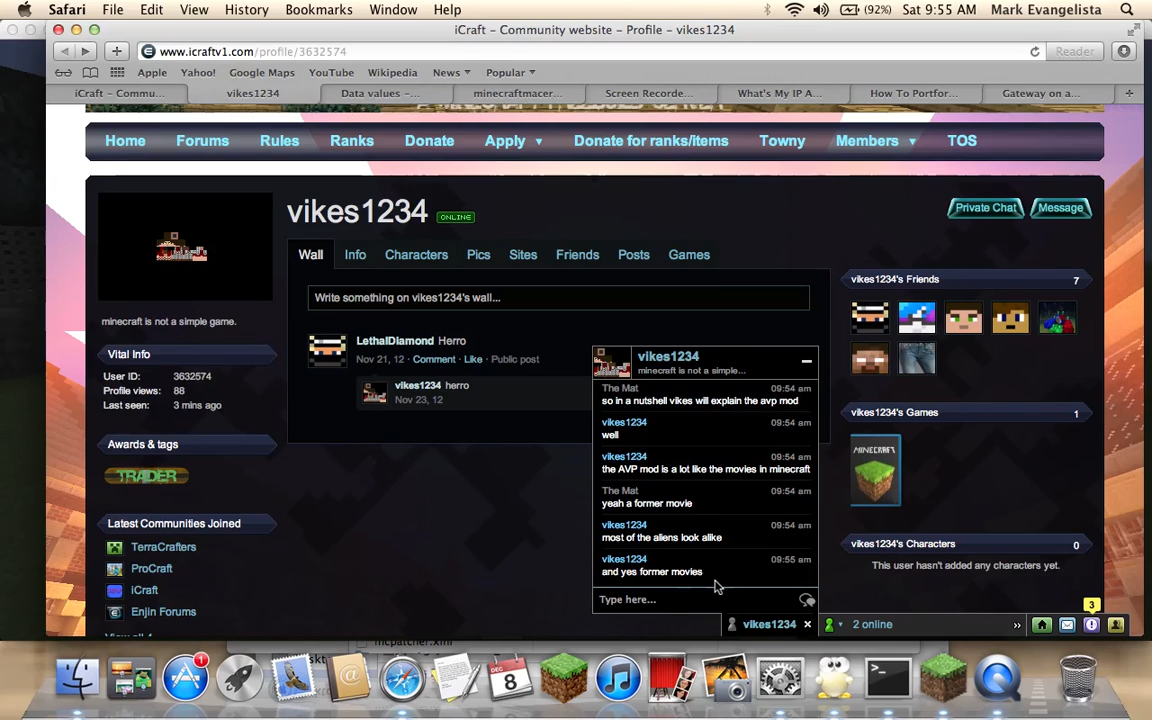 Safari File Edit View History Bookmarks Window Help (92%) Sat 9:55 AM Mark Evangelista
iCraft – Community website – Profile – vikes1234
www.icraftv1.com/profile/3632574 Reader
Apple Yahoo! Google Maps YouTube Wikipedia News Popular
iCraft – Commu... vikes1234 Data values –... minecraftmacer... Screen Recorde... What's My IP A... How To Portfor... Gateway on a...
Home Forums Rules Ranks Donate Apply Donate for ranks/items Towny Members TOS
vikes1234 ONLINE
Private Chat Message
Wall Info Characters Pics Sites Friends Posts Games
Write something on vikes1234's wall...
minecraft is not a simple game.
Vital Info
User ID: 3632574
Profile views: 88
Last seen: 3 mins ago
Awards & tags
TRADER
Latest Communities Joined
TerraCrafters
ProCraft
iCraft
Enjin Forums
LethalDiamond Herro
Nov 21, 12 · Comment · Like · Public post
vikes1234 herro
Nov 23, 12
vikes1234
minecraft is not a simple...
The Mat 09:54 am
so in a nutshell vikes will explain the avp mod
vikes1234 09:54 am
well
vikes1234 09:54 am
the AVP mod is a lot like the movies in minecraft
The Mat 09:54 am
yeah a former movie
vikes1234 09:54 am
most of the aliens look alike
vikes1234 09:55 am
and yes former movies
Type here...
vikes1234's Friends 7
vikes1234's Games 1
MINECRAFT
vikes1234's Characters 0
This user hasn't added any characters yet.
vikes1234 × 2 online » 3
mcpatcher.xml
1
DEC
8